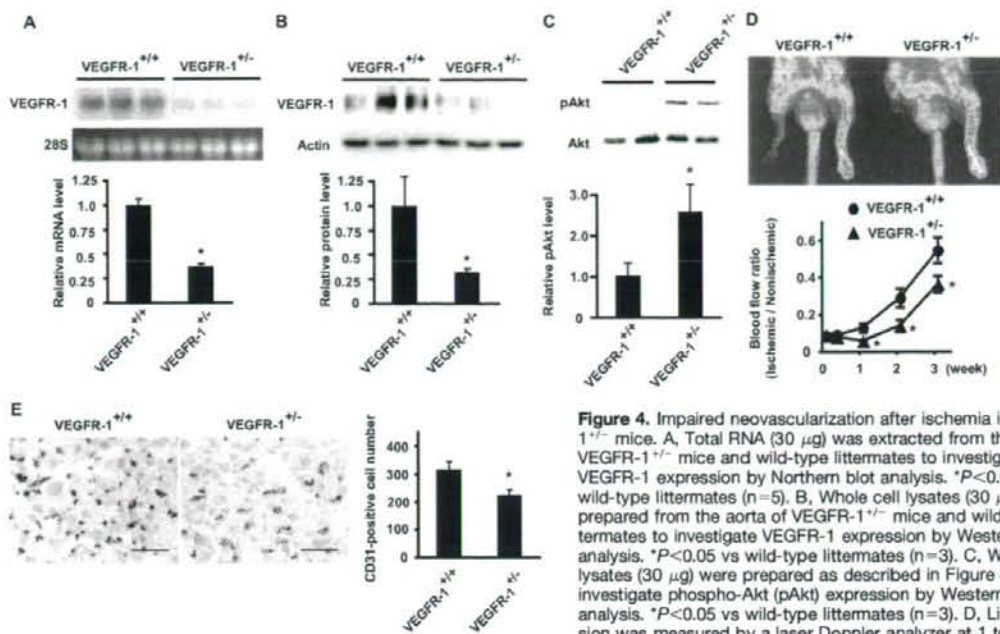 A
VEGFR-1+/+ VEGFR-1+/-
VEGFR-1
28S
Relative mRNA level
1.25
1.0
0.75
0.5
0.25
0
*
VEGFR-1+/+
VEGFR-1+/-
B
VEGFR-1+/+ VEGFR-1+/-
VEGFR-1
Actin
Relative protein level
1.25
1.0
0.75
0.5
0.25
0
*
VEGFR-1+/+
VEGFR-1+/-
C
VEGFR-1+/+
VEGFR-1+/-
pAkt
Akt
Relative pAkt level
3.0
2.0
1.0
0
*
VEGFR-1+/+
VEGFR-1+/-
D
VEGFR-1+/+ VEGFR-1+/-
VEGFR-1+/+
VEGFR-1+/-
Blood flow ratio
(Ischemic / Nonischemic)
0.6
0.4
0.2
0
* * *
0 1 2 3 (week)
E
VEGFR-1+/+ VEGFR-1+/-
CD31-positive cell number
400
300
200
100
0
*
VEGFR-1+/+
VEGFR-1+/-
Figure 4. Impaired neovascularization after ischemia i
1+/- mice. A, Total RNA (30 μg) was extracted from th
VEGFR-1+/- mice and wild-type littermates to investig
VEGFR-1 expression by Northern blot analysis. *P<0.
wild-type littermates (n=5). B, Whole cell lysates (30 μ
prepared from the aorta of VEGFR-1+/- mice and wild
termates to investigate VEGFR-1 expression by Weste
analysis. *P<0.05 vs wild-type littermates (n=3). C, W
lysates (30 μg) were prepared as described in Figure
investigate phospho-Akt (pAkt) expression by Western
analysis. *P<0.05 vs wild-type littermates (n=3). D, Li
sion was measured by a laser Doppler analyzer at 1 t